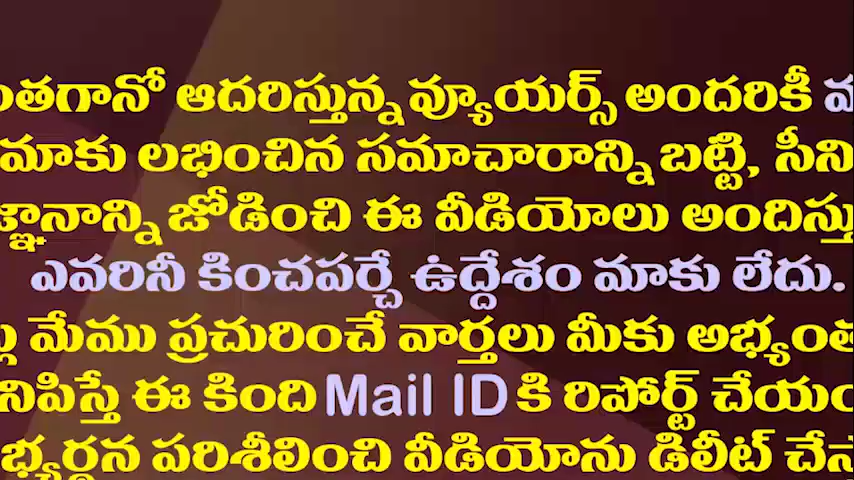 ంతగానో ఆదరిస్తున్న వ్యూయర్స్ అందరికీ
మాకు లభించిన సమాచారాన్ని బట్టి, సీని
జ్ఞానాన్ని జోడించి ఈ వీడియోలు అందిస్తు
ఎవరినీ కించపర్చే ఉద్దేశం మాకు లేదు.
మేము ప్రచురించే వార్తలు మీకు అభ్యంత
నిపిస్తే ఈ కింది Mail ID కి రిపోర్ట్ చేయం
భ్యర్థన పరిశీలించి వీడియోను డిలీట్ చేస